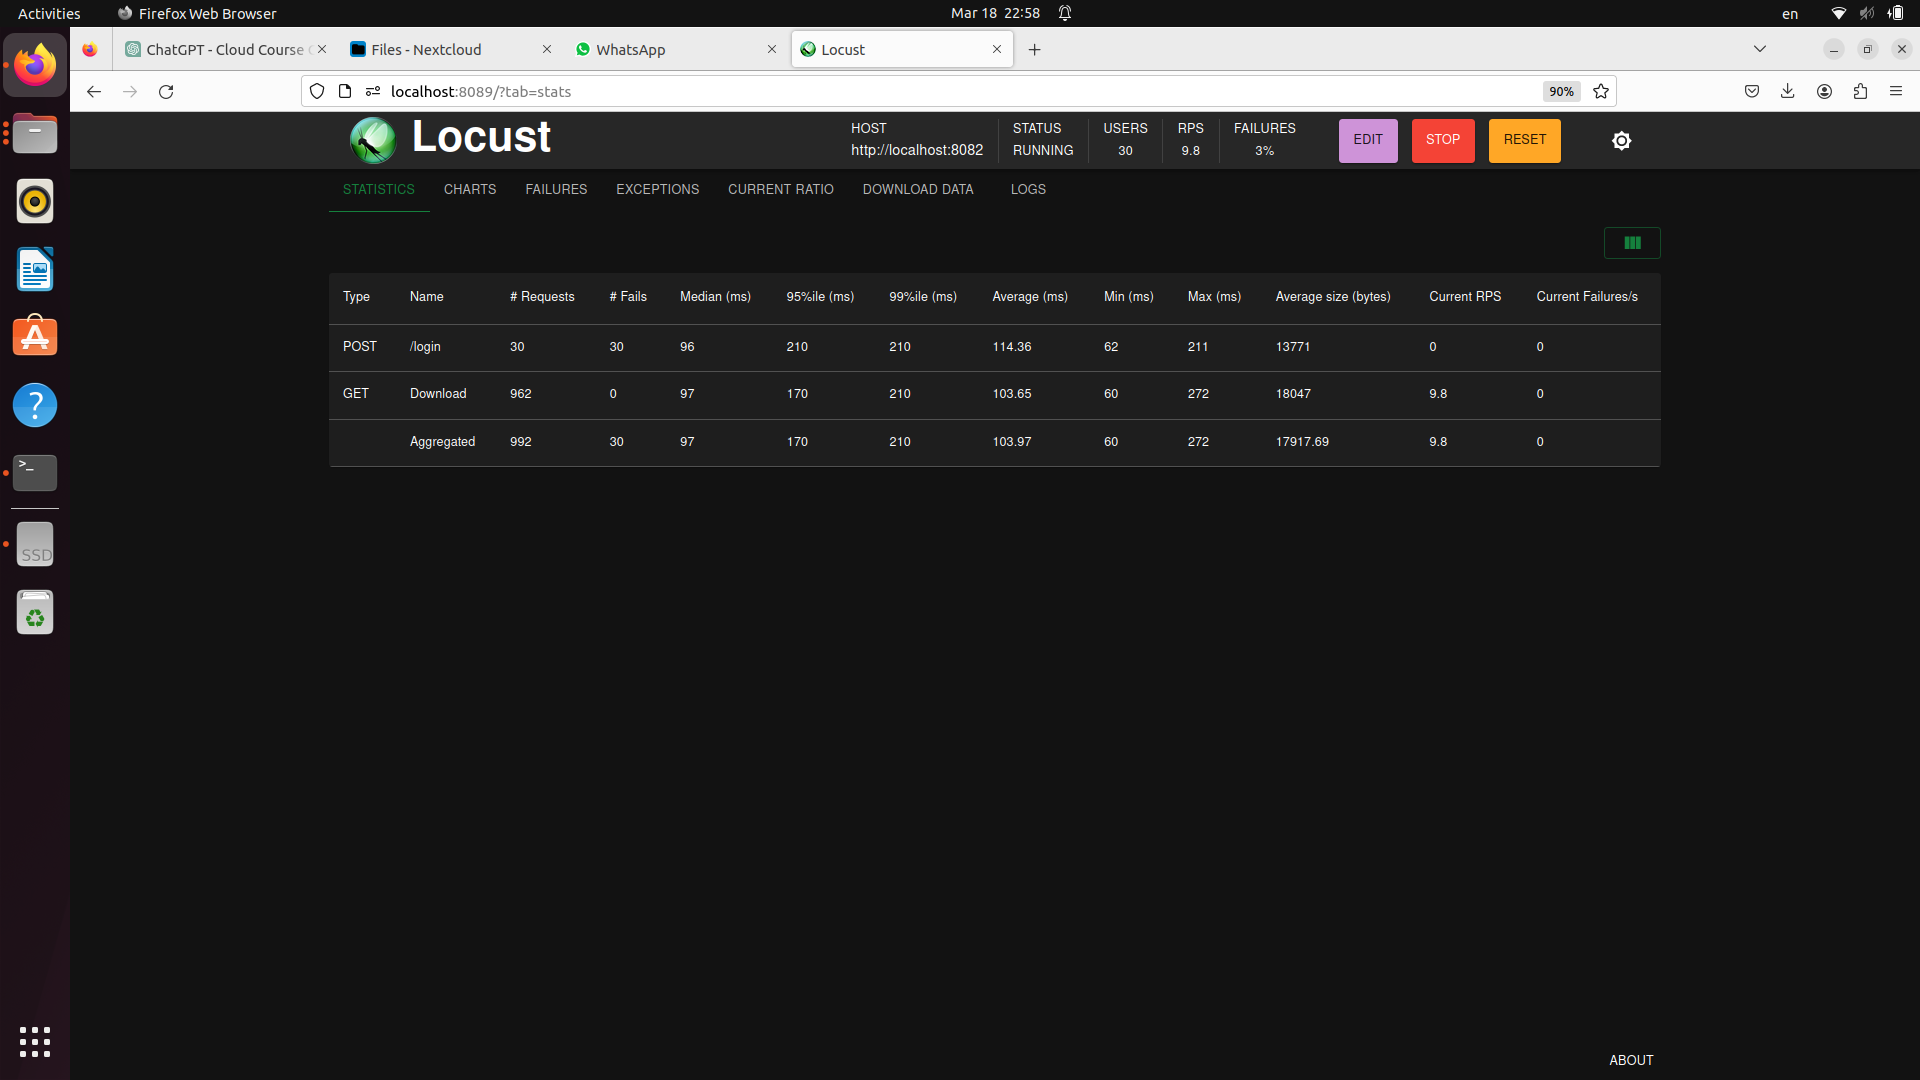 Activities Firefox Web Browser Mar 18 22:58 en
ChatGPT - Cloud Course Files - Nextcloud WhatsApp Locust
localhost:8089/?tab=stats 90%
Locust HOST http://localhost:8082 STATUS RUNNING USERS 30 RPS 9.8 FAILURES 3% EDIT STOP RESET
STATISTICS CHARTS FAILURES EXCEPTIONS CURRENT RATIO DOWNLOAD DATA LOGS
Type Name # Requests # Fails Median (ms) 95%ile (ms) 99%ile (ms) Average (ms) Min (ms) Max (ms) Average size (bytes) Current RPS Current Failures/s
POST /login 30 30 96 210 210 114.36 62 211 13771 0 0
GET Download 962 0 97 170 210 103.65 60 272 18047 9.8 0
Aggregated 992 30 97 170 210 103.97 60 272 17917.69 9.8 0
SSD
ABOUT